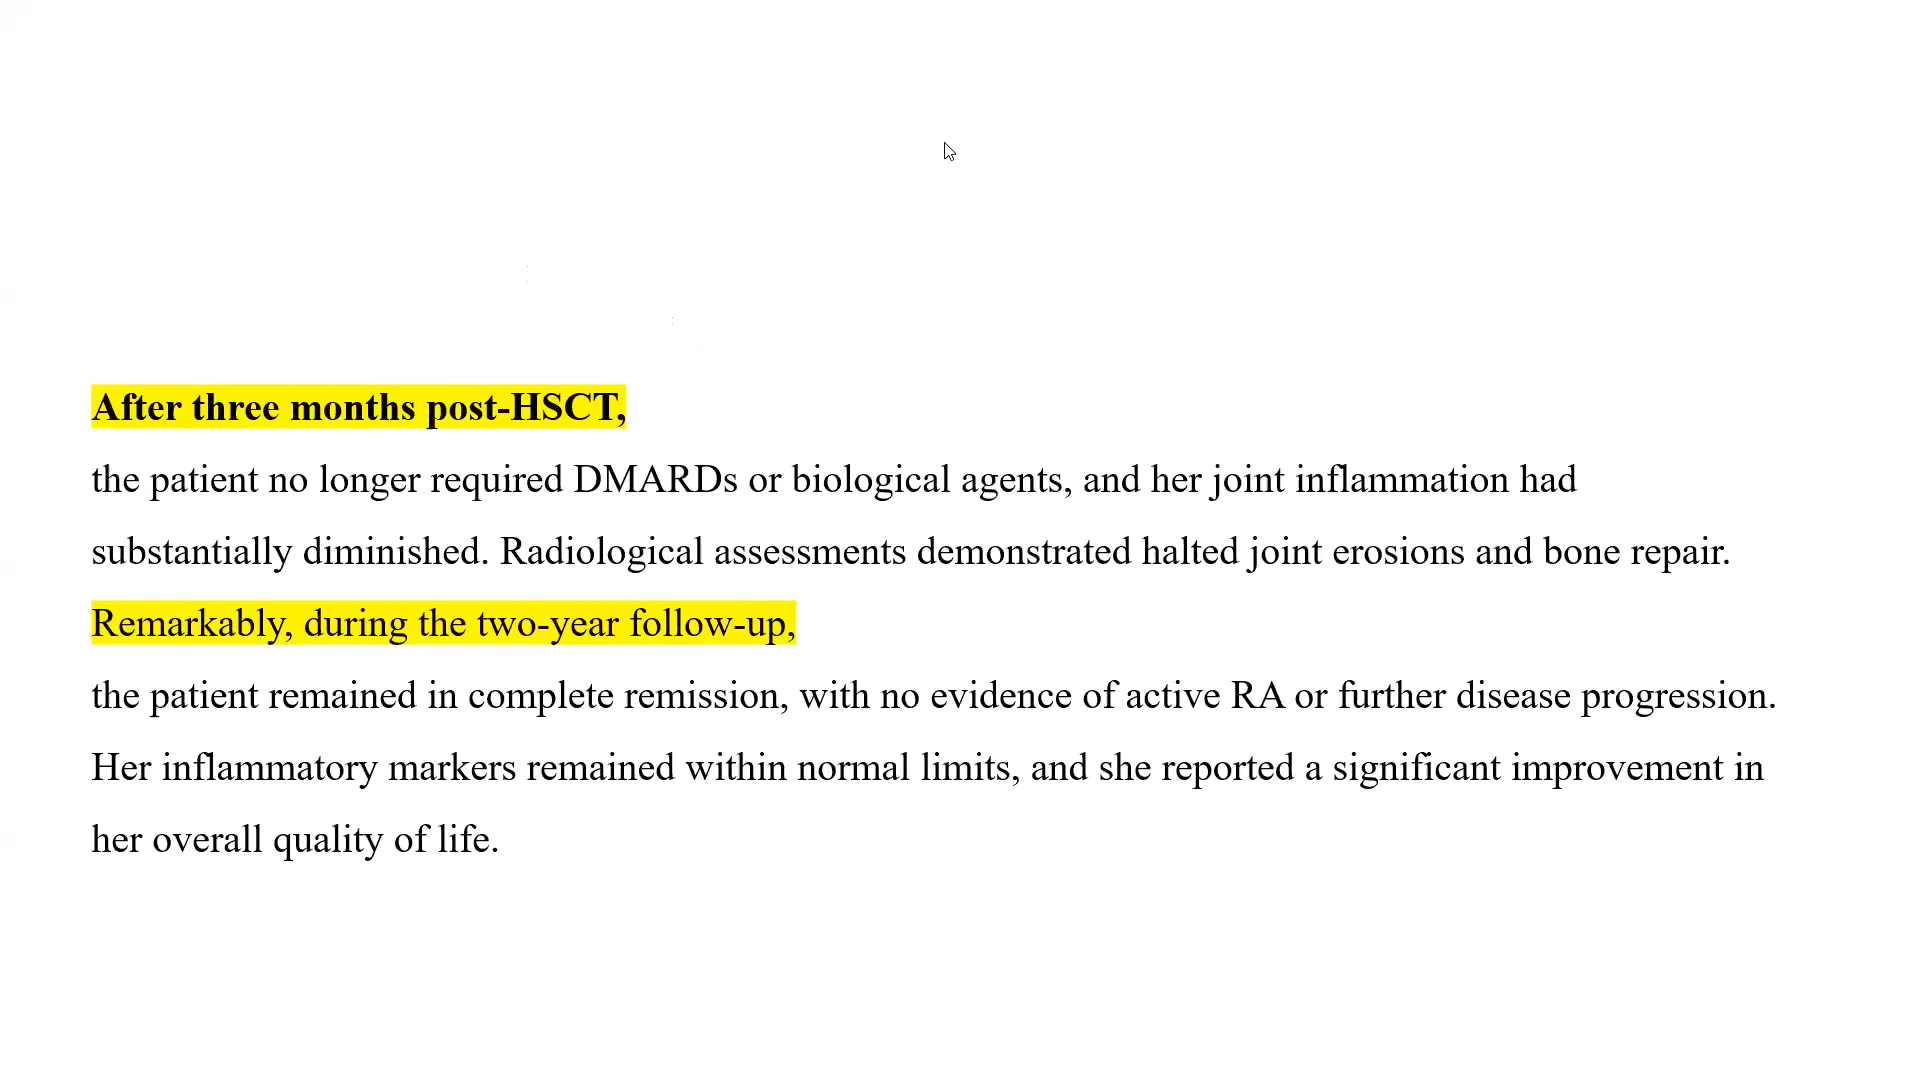 After three months post-HSCT,
the patient no longer required DMARDs or biological agents, and her joint inflammation had
substantially diminished. Radiological assessments demonstrated halted joint erosions and bone repair.
Remarkably, during the two-year follow-up,
the patient remained in complete remission, with no evidence of active RA or further disease progression.
Her inflammatory markers remained within normal limits, and she reported a significant improvement in
her overall quality of life.